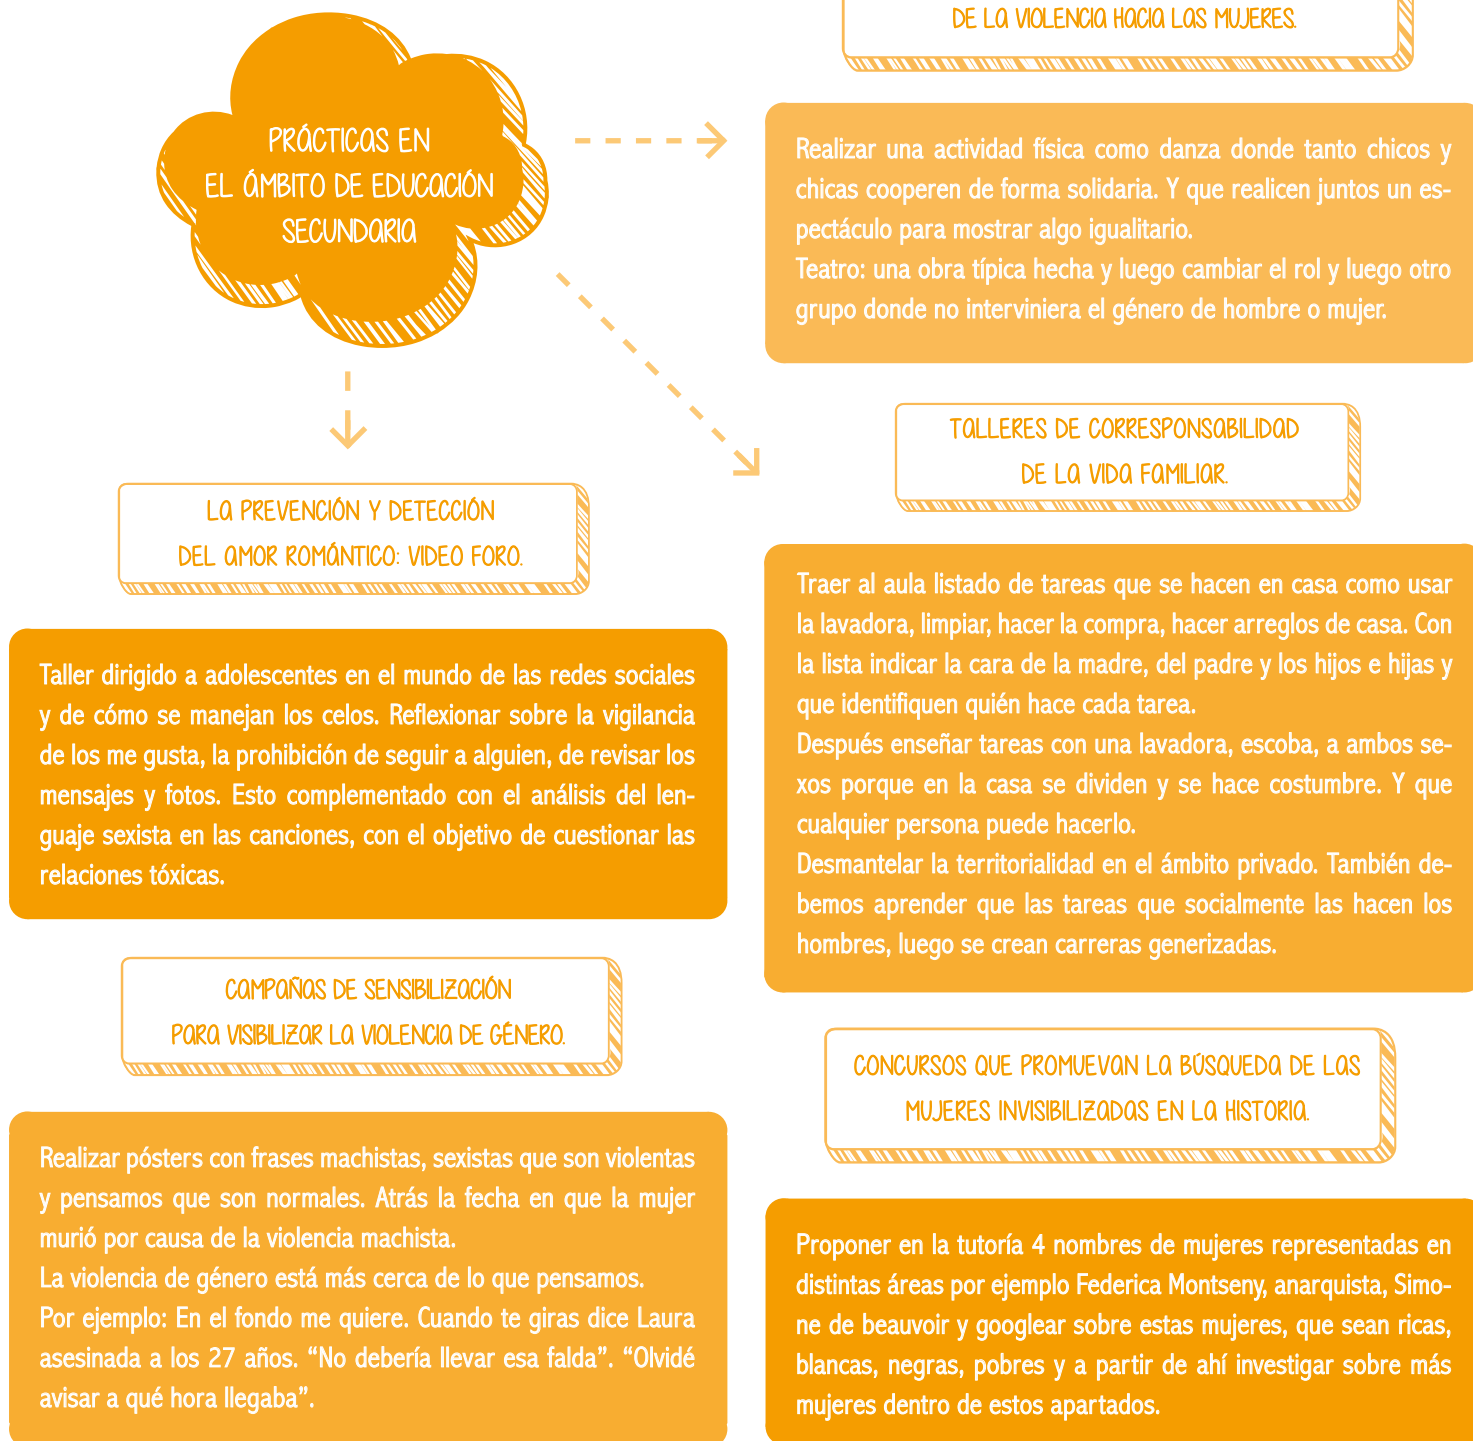 PRÁCTICAS EN
EL ÁMBITO DE EDUCACIÓN
SECUNDARIA
DE LA VIOLENCIA HACIA LAS MUJERES.
Realizar una actividad física como danza donde tanto chicos y
chicas cooperen de forma solidaria. Y que realicen juntos un es-
pectáculo para mostrar algo igualitario.
Teatro: una obra típica hecha y luego cambiar el rol y luego otro
grupo donde no interviniera el género de hombre o mujer.
TALLERES DE CORRESPONSABILIDAD
DE LA VIDA FAMILIAR.
Traer al aula listado de tareas que se hacen en casa como usar
la lavadora, limpiar, hacer la compra, hacer arreglos de casa. Con
la lista indicar la cara de la madre, del padre y los hijos e hijas y
que identifiquen quién hace cada tarea.
Después enseñar tareas con una lavadora, escoba, a ambos se-
xos porque en la casa se dividen y se hace costumbre. Y que
cualquier persona puede hacerlo.
Desmantelar la territorialidad en el ámbito privado. También de-
bemos aprender que las tareas que socialmente las hacen los
hombres, luego se crean carreras generizadas.
LA PREVENCIÓN Y DETECCIÓN
DEL AMOR ROMÁNTICO: VIDEO FORO.
Taller dirigido a adolescentes en el mundo de las redes sociales
y de cómo se manejan los celos. Reflexionar sobre la vigilancia
de los me gusta, la prohibición de seguir a alguien, de revisar los
mensajes y fotos. Esto complementado con el análisis del len-
guaje sexista en las canciones, con el objetivo de cuestionar las
relaciones tóxicas.
CAMPAÑAS DE SENSIBILIZACIÓN
PARA VISIBILIZAR LA VIOLENCIA DE GÉNERO.
Realizar pósters con frases machistas, sexistas que son violentas
y pensamos que son normales. Atrás la fecha en que la mujer
murió por causa de la violencia machista.
La violencia de género está más cerca de lo que pensamos.
Por ejemplo: En el fondo me quiere. Cuando te giras dice Laura
asesinada a los 27 años. “No debería llevar esa falda”. “Olvidé
avisar a qué hora llegaba”.
CONCURSOS QUE PROMUEVAN LA BÚSQUEDA DE LAS
MUJERES INVISIBILIZADAS EN LA HISTORIA.
Proponer en la tutoría 4 nombres de mujeres representadas en
distintas áreas por ejemplo Federica Montseny, anarquista, Simo-
ne de beauvoir y googlear sobre estas mujeres, que sean ricas,
blancas, negras, pobres y a partir de ahí investigar sobre más
mujeres dentro de estos apartados.